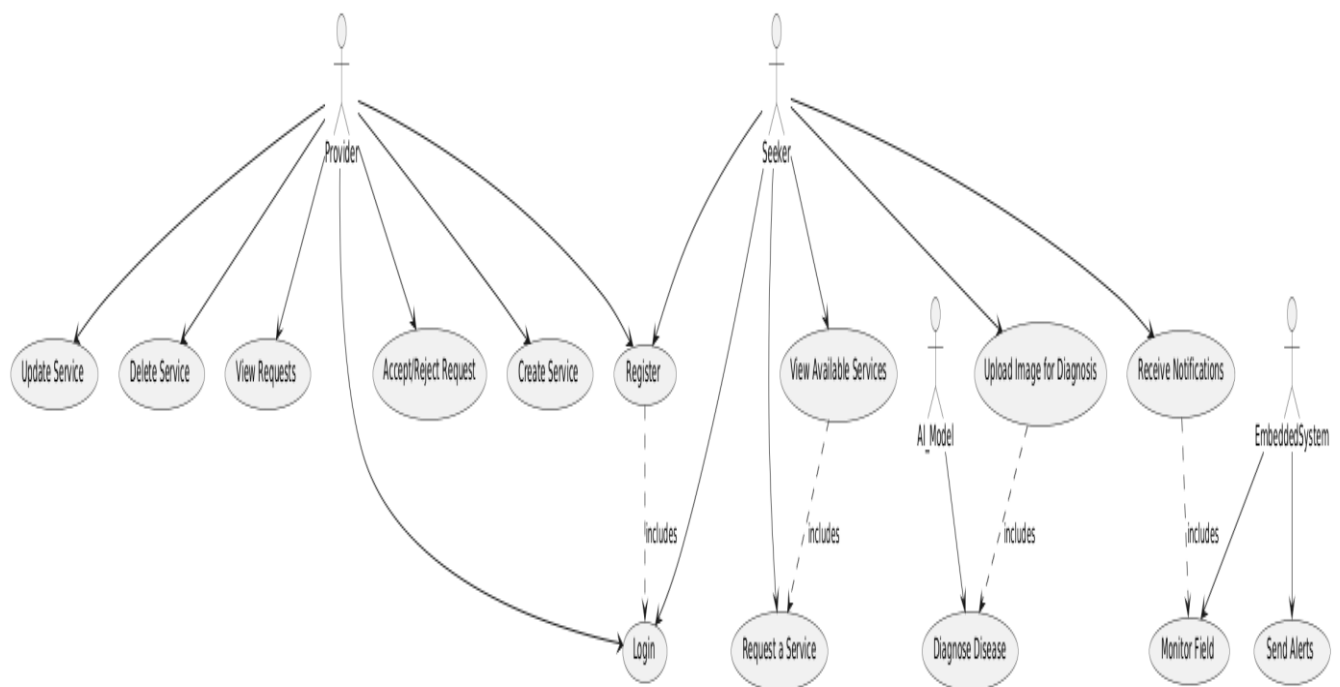 Provider
Seeker
Update Service
Delete Service
View Requests
Accept/Reject Request
Create Service
Register
View Available Services
AI_Model
Upload Image for Diagnosis
Receive Notifications
EmbeddedSystem
includes
includes
includes
includes
Login
Request a Service
Diagnose Disease
Monitor Field
Send Alerts